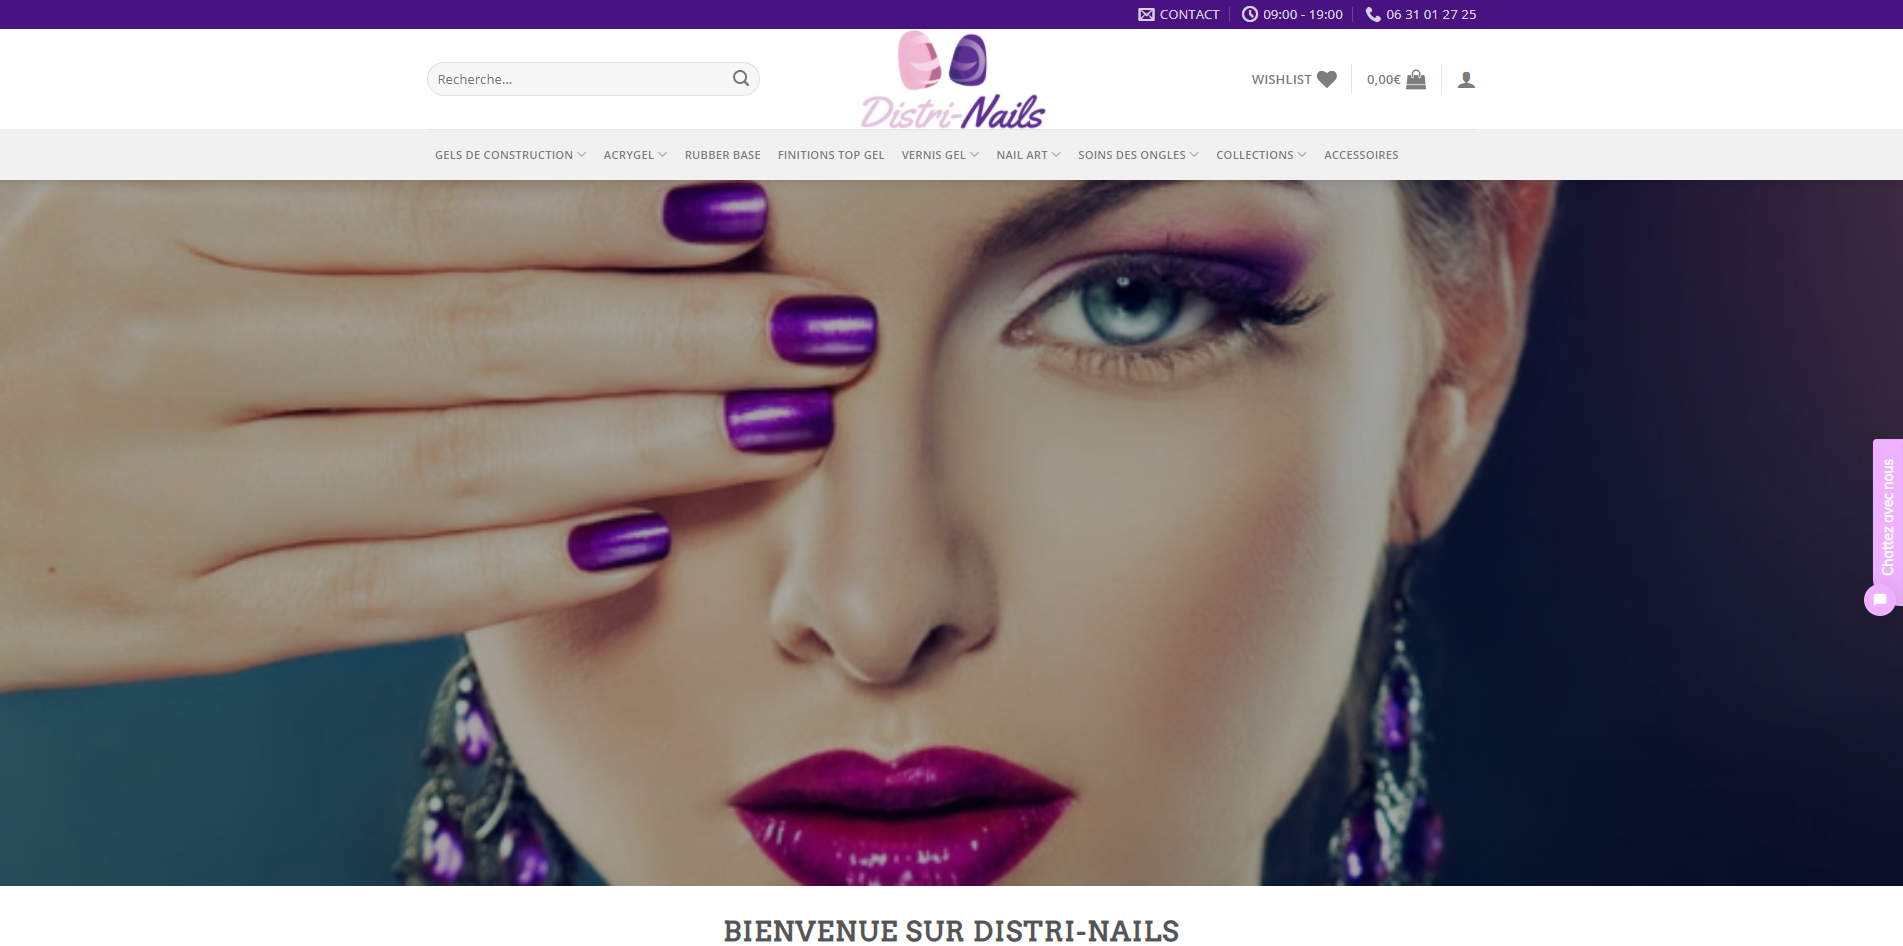 CONTACT
09:00 - 19:00
06 31 01 27 25
Recherche...
Distri-Nails
WISHLIST
0,00€
GELS DE CONSTRUCTION
ACRYGEL
RUBBER BASE
FINITIONS TOP GEL
VERNIS GEL
NAIL ART
SOINS DES ONGLES
COLLECTIONS
ACCESSOIRES
Chattez avec nous
BIENVENUE SUR DISTRI-NAILS